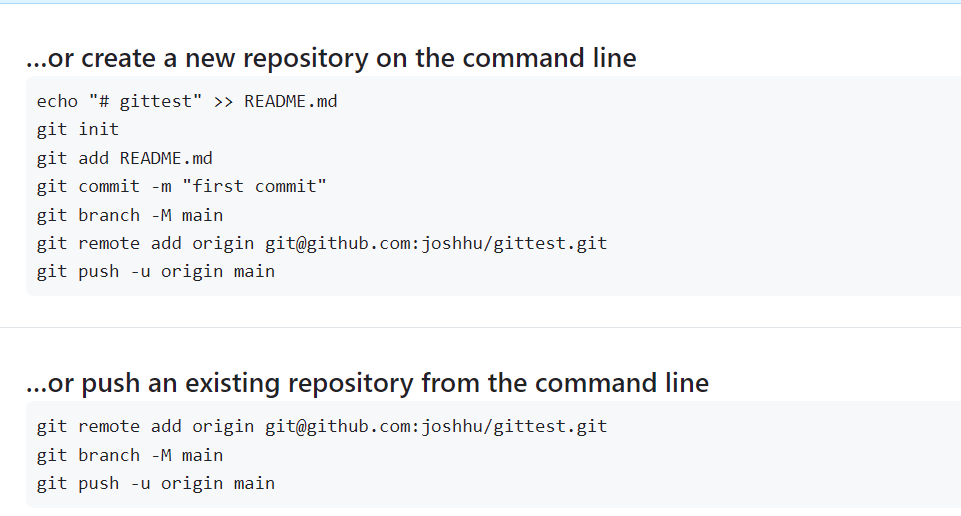 ...or create a new repository on the command line
echo "# gittest" >> README.md
git init
git add README.md
git commit -m "first commit"
git branch -M main
git remote add origin git@github.com:joshhu/gittest.git
git push -u origin main
...or push an existing repository from the command line
git remote add origin git@github.com:joshhu/gittest.git
git branch -M main
git push -u origin main